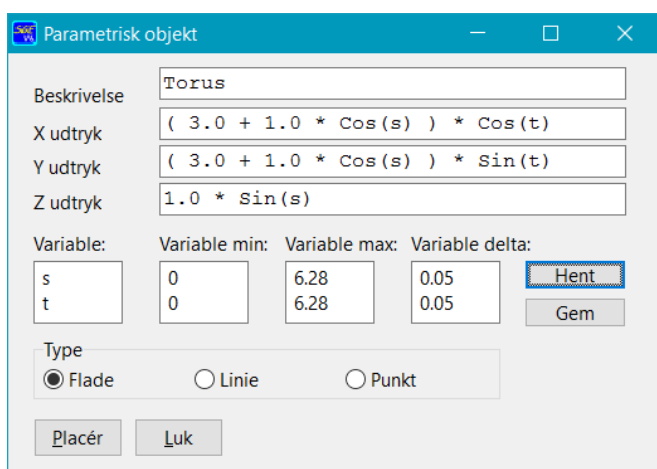 Parametrisk objekt
Beskrivelse Torus
X udtryk ( 3.0 + 1.0 * Cos(s) ) * Cos(t)
Y udtryk ( 3.0 + 1.0 * Cos(s) ) * Sin(t)
Z udtryk 1.0 * Sin(s)
Variable: Variable min: Variable max: Variable delta:
s 0 6.28 0.05 Hent
t 0 6.28 0.05 Gem
Type
Flade Linie Punkt
Placér Luk